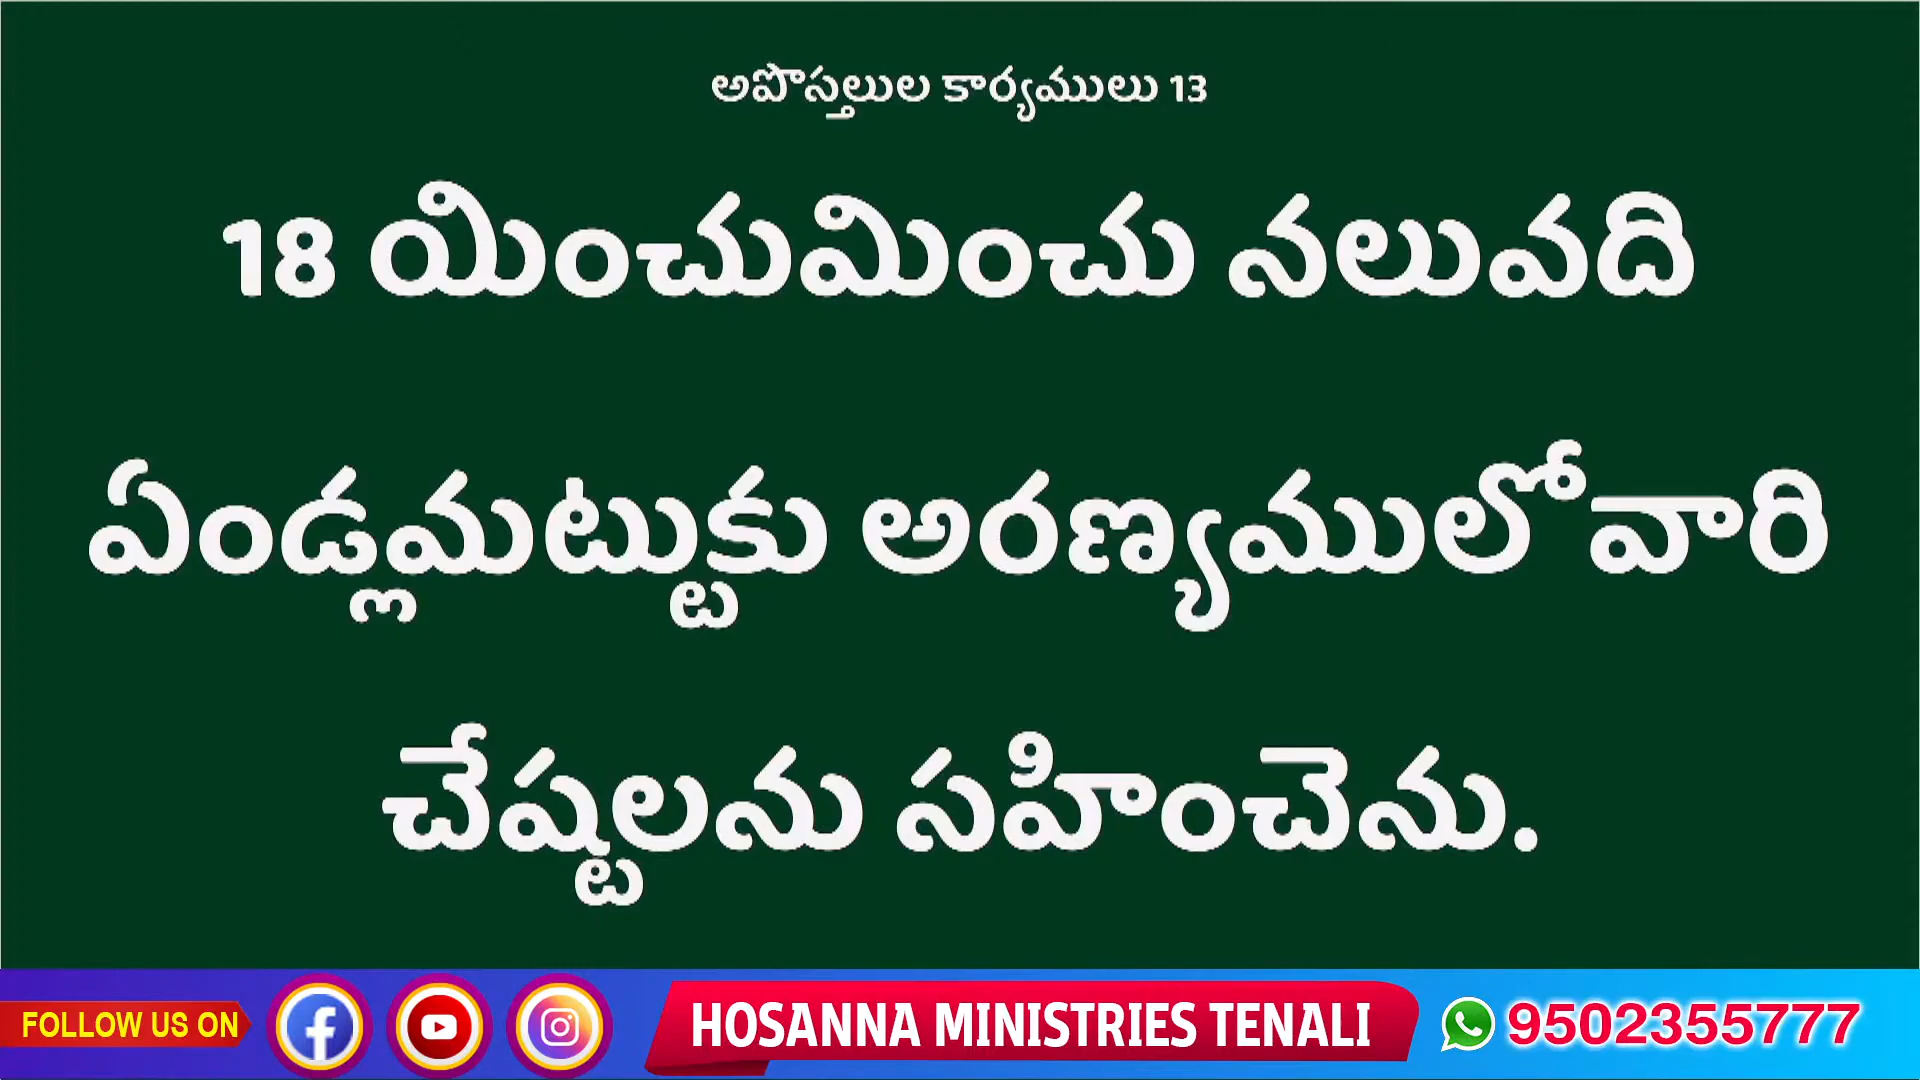 అపొస్తలుల కార్యములు 13
18 యించుమించు నలువది
ఏండ్లమట్టుకు అరణ్యములోవారి
చేష్టలను సహించెను.
FOLLOW US ON HOSANNA MINISTRIES TENALI 9502355777